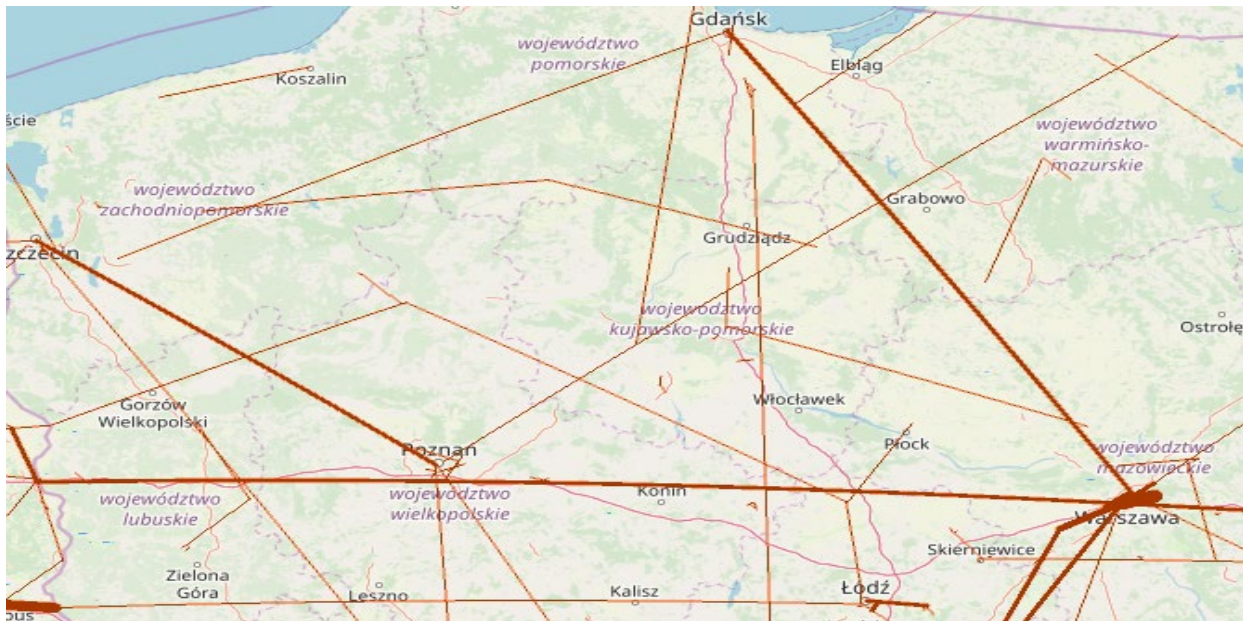 Gdańsk
województwo
pomorskie
Elbląg
Koszalin
ście
województwo
warmińsko-
mazurskie
województwo
zachodniopomorskie
Grabowo
Grudziądz
zczecin
województwo
kujawsko-pomorskie
Ostrołę
Włocławek
Gorzów
Wielkopolski
Płock
Poznań
województwo
mazowieckie
województwo
lubuskie
województwo
wielkopolskie
Konin
Warszawa
Skierniewice
Zielona
Góra
Leszno
Kalisz
Łódź
bus